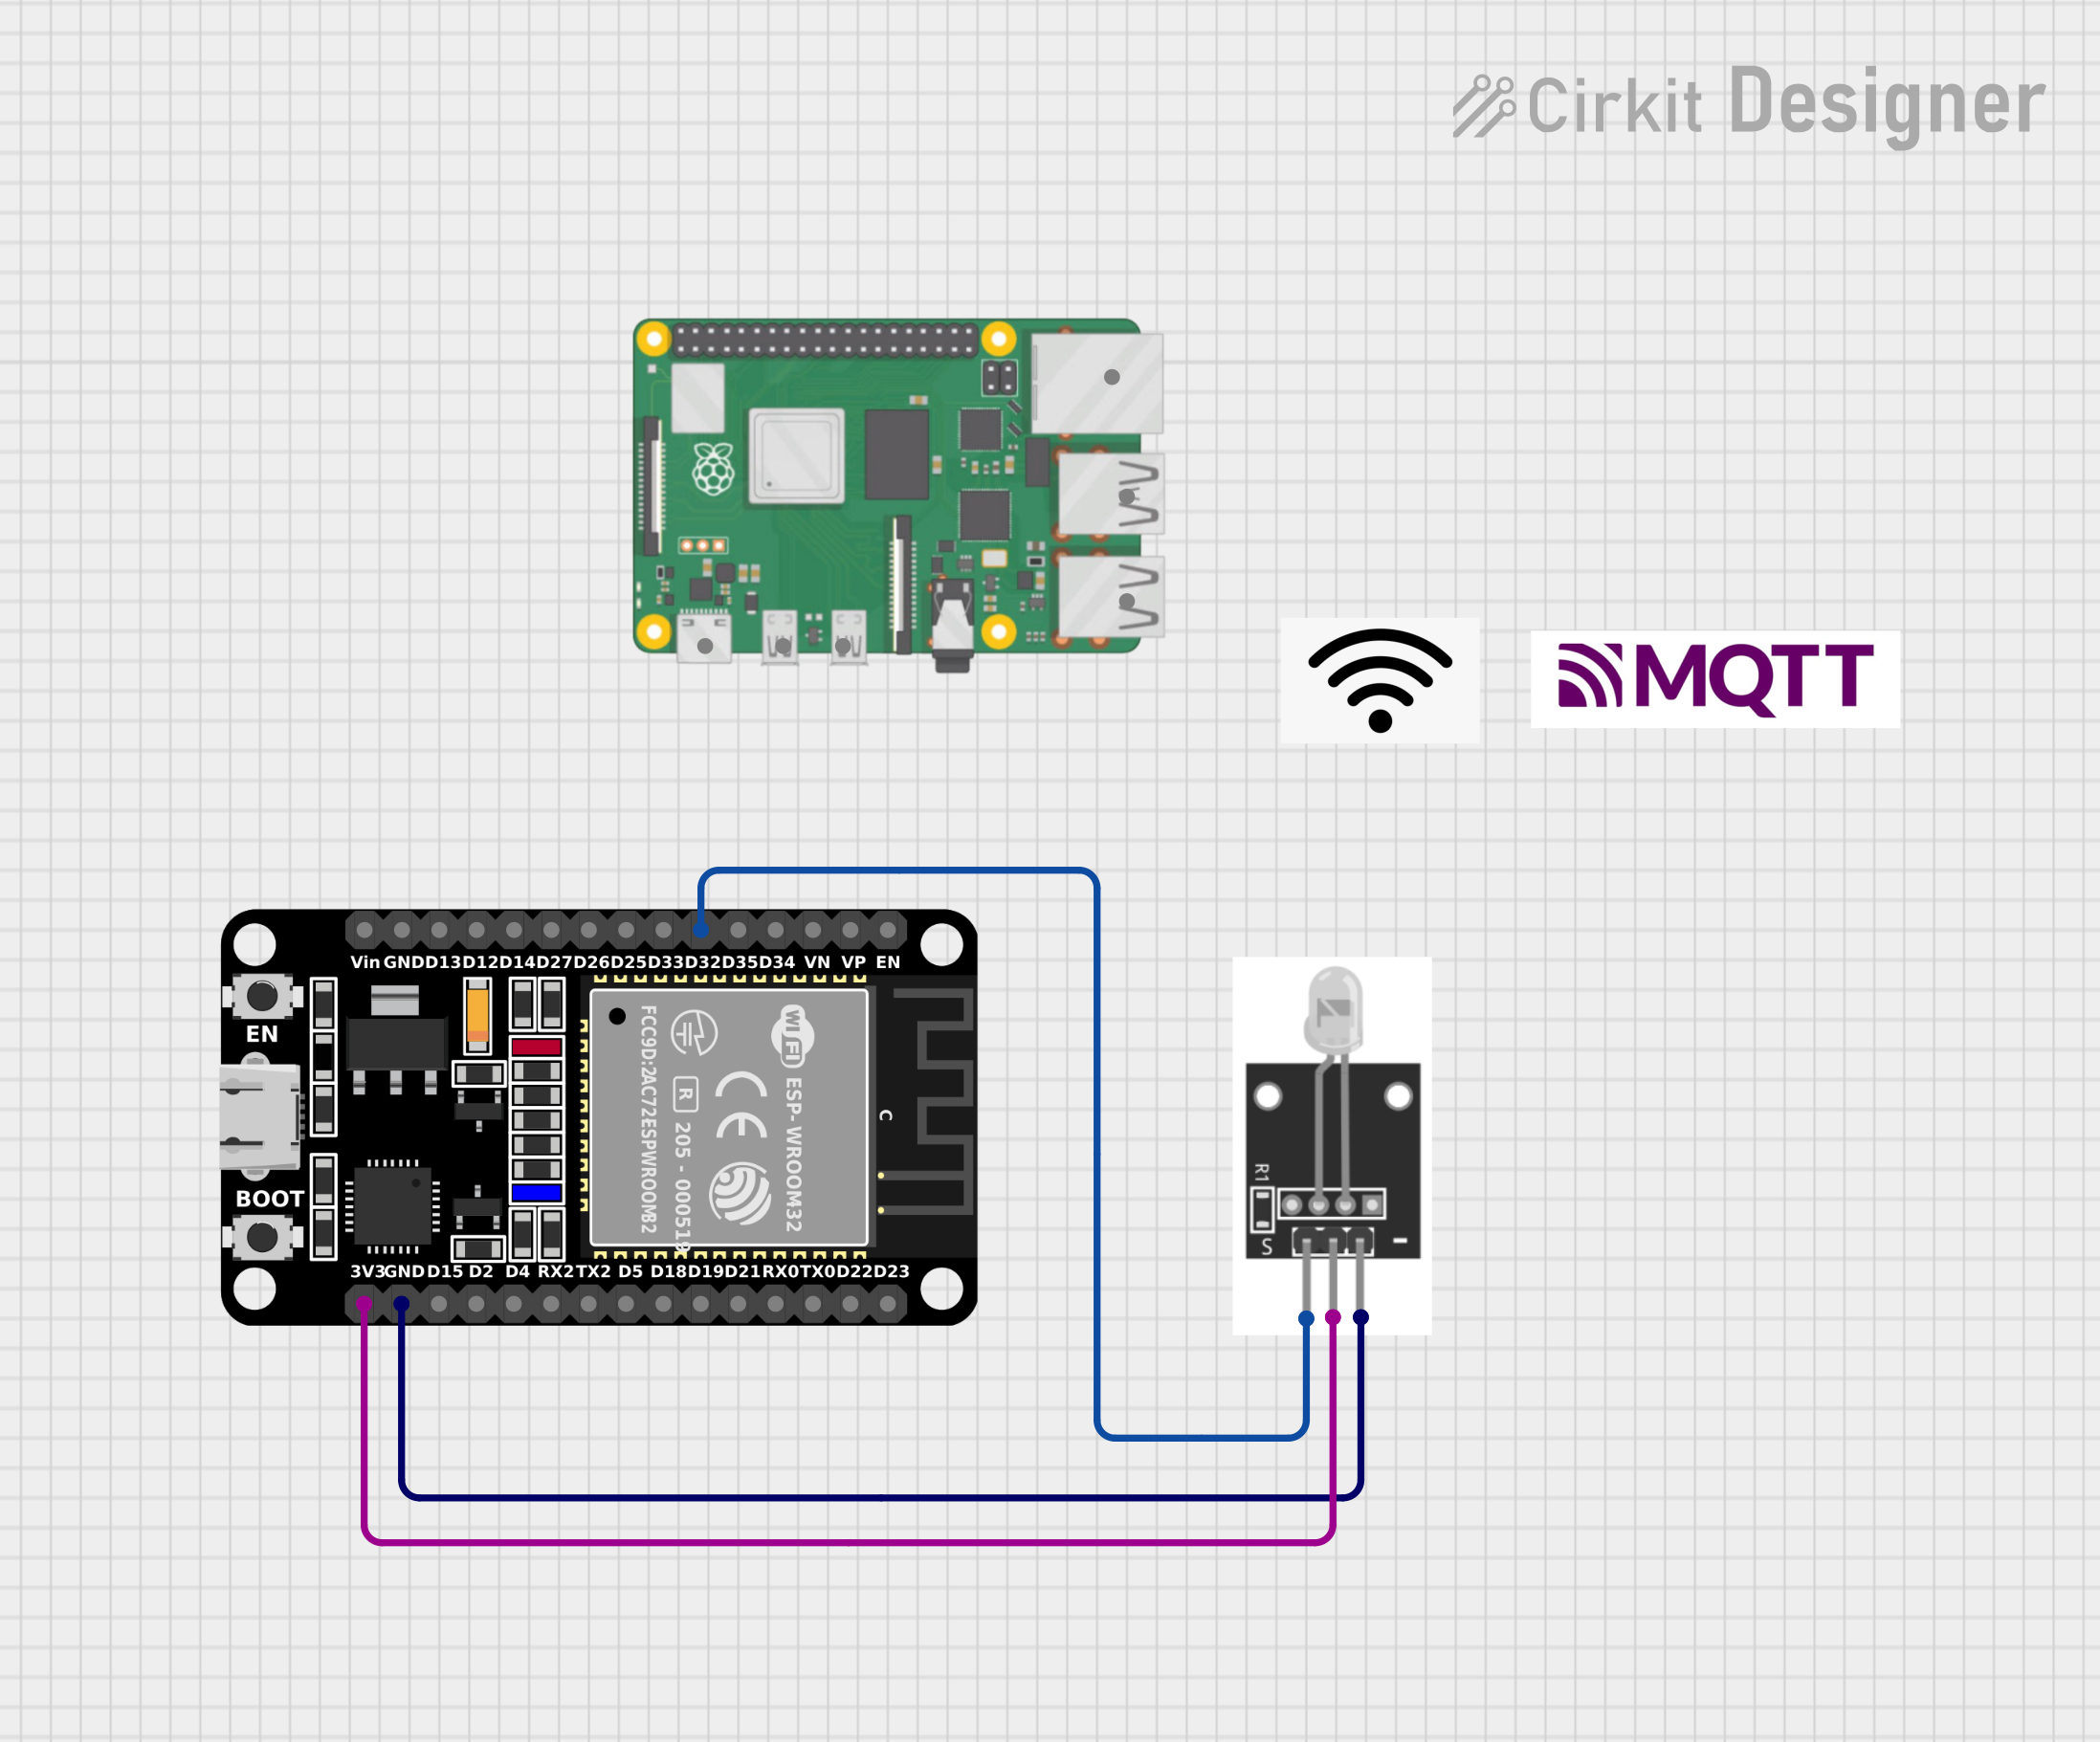 Cirkit Designer
MQTT
Vin GND D13 D12 D14 D27 D26 D25 D33 D32 D35 D34 VN VP EN
EN
BOOT
FCC9D:2AC72ESPWROOMB2
R
205 - 000519
CE
WiFi
ESP-WROOM32
C
3V3 GND D15 D2 D4 RX2 TX2 D5 D18 D19 D21 RX0 TX0 D22 D23
R1
S